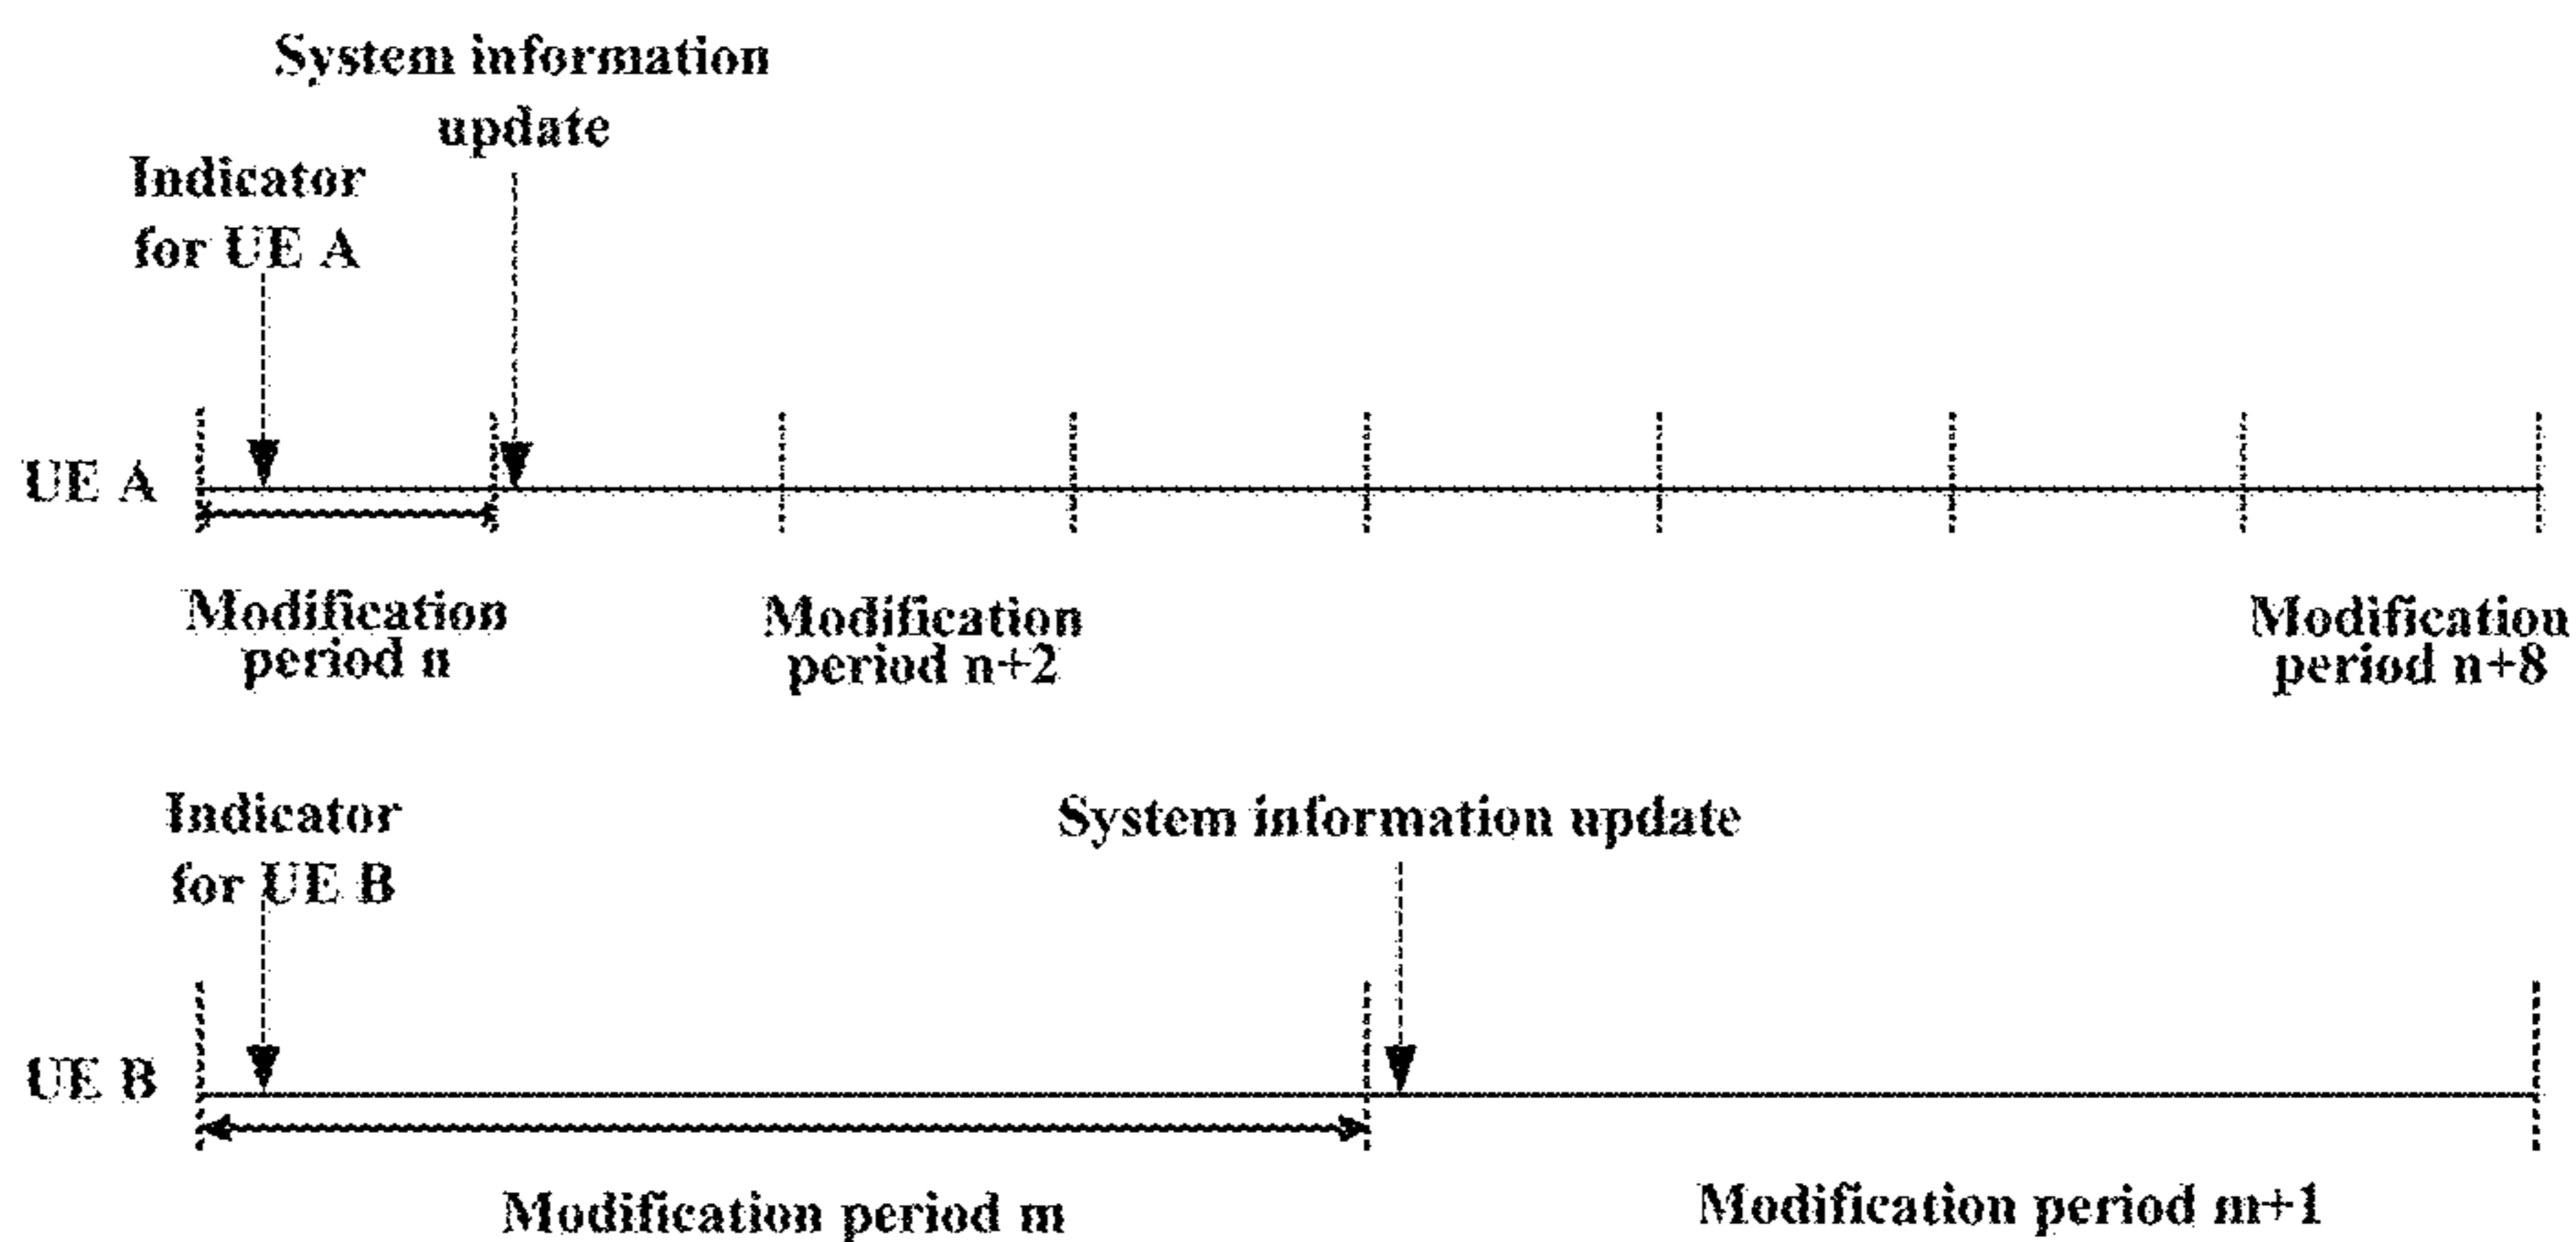 System information
update
Indicator
for UE A
UE A
Modification
period n
Modification
period n+2
Modification
period n+8
Indicator
for UE B
System information update
UE B
Modification period m
Modification period m+1